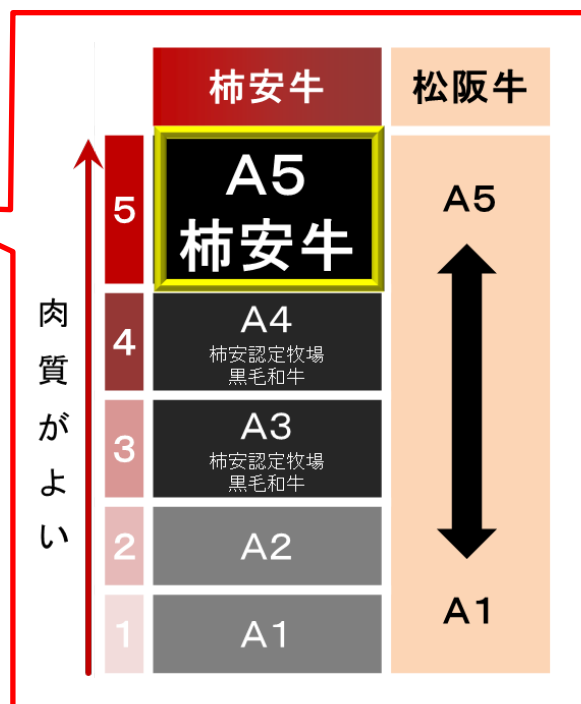 柿安牛
松阪牛
肉質がよい
5
A5
柿安牛
4
A4
柿安認定牧場
黒毛和牛
3
A3
柿安認定牧場
黒毛和牛
2
A2
1
A1
A5
A1